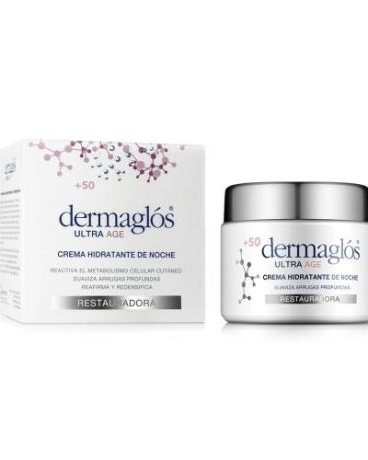 +50
dermaglós®
ULTRA AGE
CREMA HIDRATANTE DE NOCHE
REACTIVA EL METABOLISMO CELULAR CUTÁNEO
SUAVIZA ARRUGAS PROFUNDAS
REAFIRMA Y REDENSIFICA
RESTAURADORA
+50
dermaglós®
ULTRA AGE
CREMA HIDRATANTE DE NOCHE
SUAVIZA ARRUGAS PROFUNDAS
RESTAURADORA